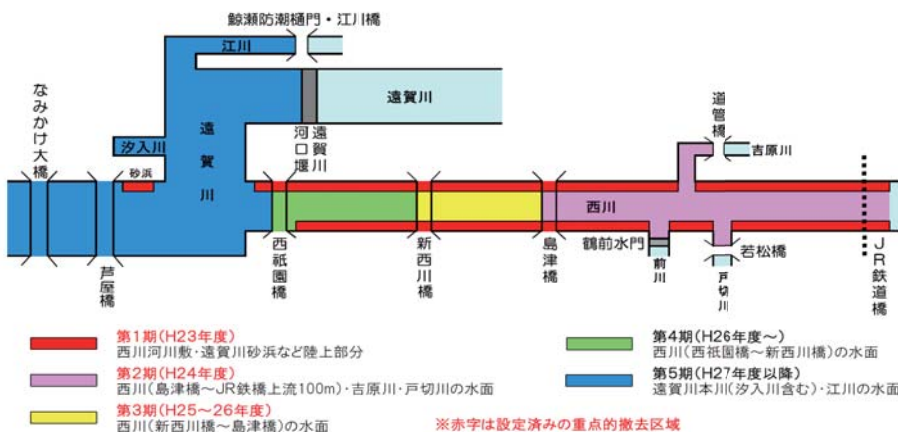 鯨瀬防潮樋門・江川橋
江川
なみかけ大橋
遠賀川
遠賀川
河口堰
遠賀川
道管橋
汐入川
吉原川
砂浜
西川
芦屋橋
西祇園橋
新西川橋
島津橋
鶴前水門
前川
若松橋
戸切川
JR鉄道橋
第1期(H23年度)
西川河川敷・遠賀川砂浜など陸上部分
第2期(H24年度)
西川(島津橋～JR鉄橋上流100m)・吉原川・戸切川の水面
第3期(H25～26年度)
西川(新西川橋～島津橋)の水面
第4期(H26年度～)
西川(西祇園橋～新西川橋)の水面
第5期(H27年度以降)
遠賀川本川(汐入川含む)・江川の水面
※赤字は設定済みの重点的撤去区域